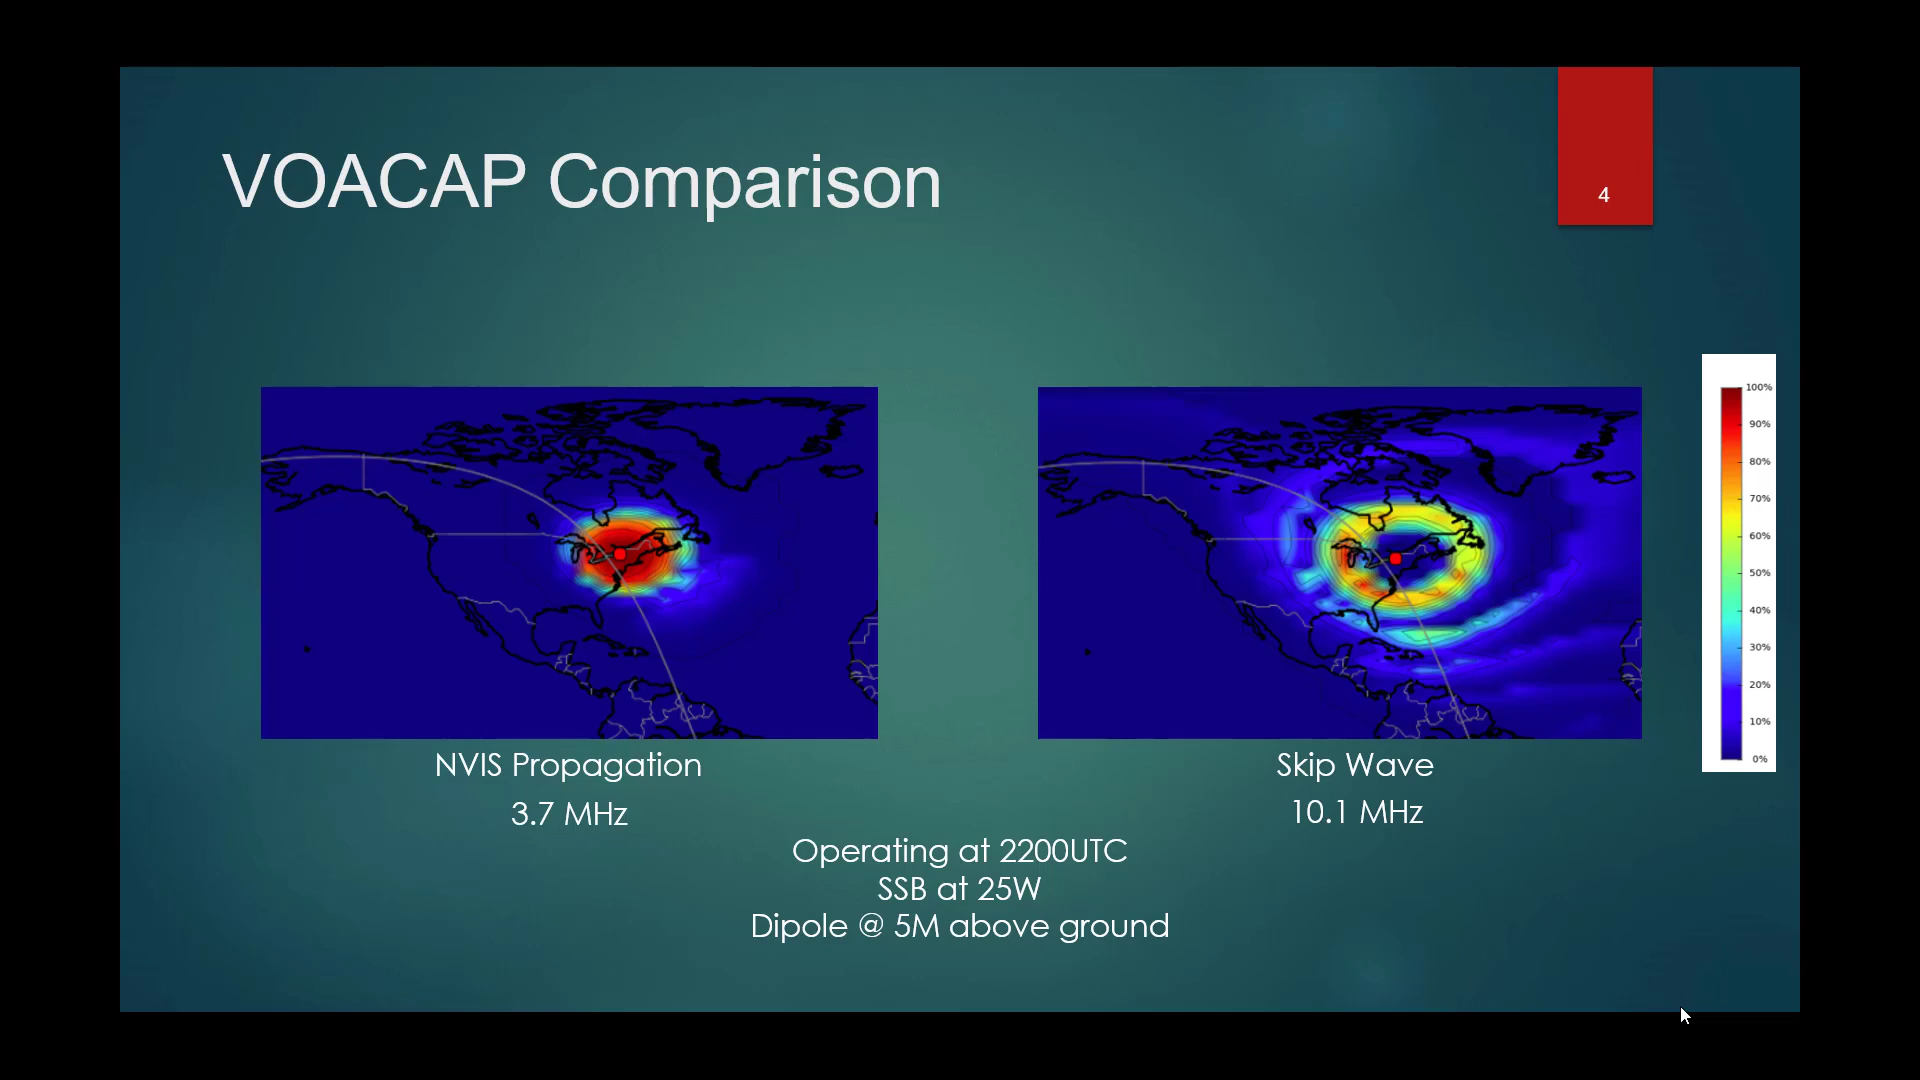 VOACAP Comparison
4
100%
90%
80%
70%
60%
50%
40%
30%
20%
10%
0%
NVIS Propagation
3.7 MHz
Skip Wave
10.1 MHz
Operating at 2200UTC
SSB at 25W
Dipole @ 5M above ground